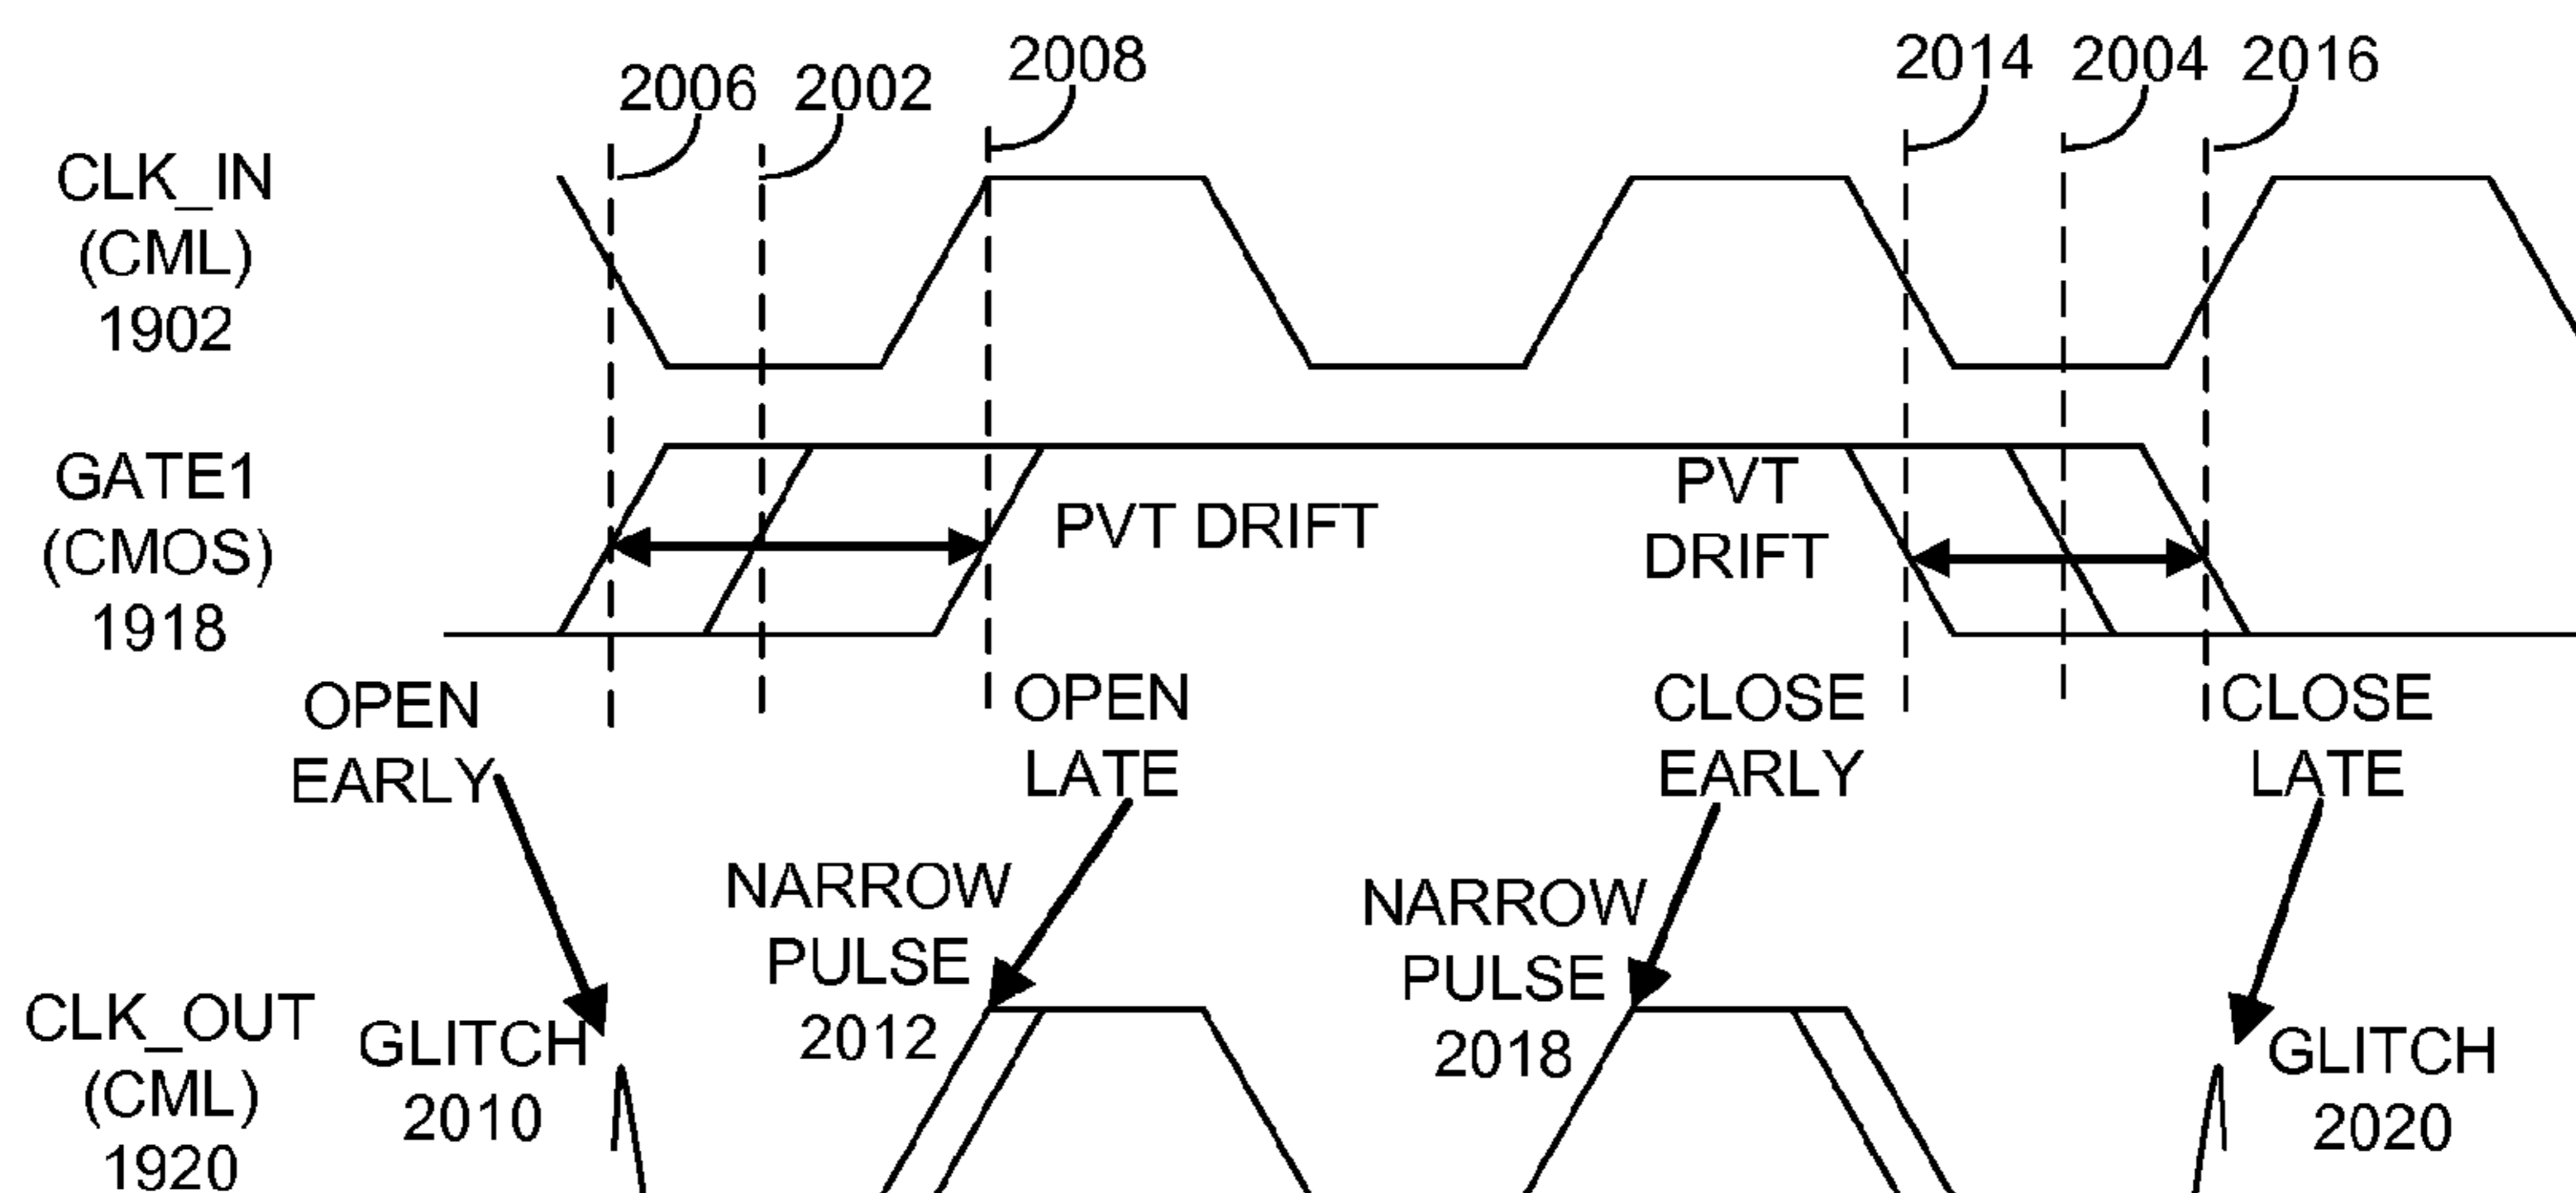 2006
2002
2008
2014
2004
2016
CLK_IN
(CML)
1902
GATE1
(CMOS)
1918
PVT DRIFT
PVT
DRIFT
OPEN
EARLY
OPEN
LATE
CLOSE
EARLY
CLOSE
LATE
CLK_OUT
(CML)
1920
GLITCH
2010
NARROW
PULSE
2012
NARROW
PULSE
2018
GLITCH
2020